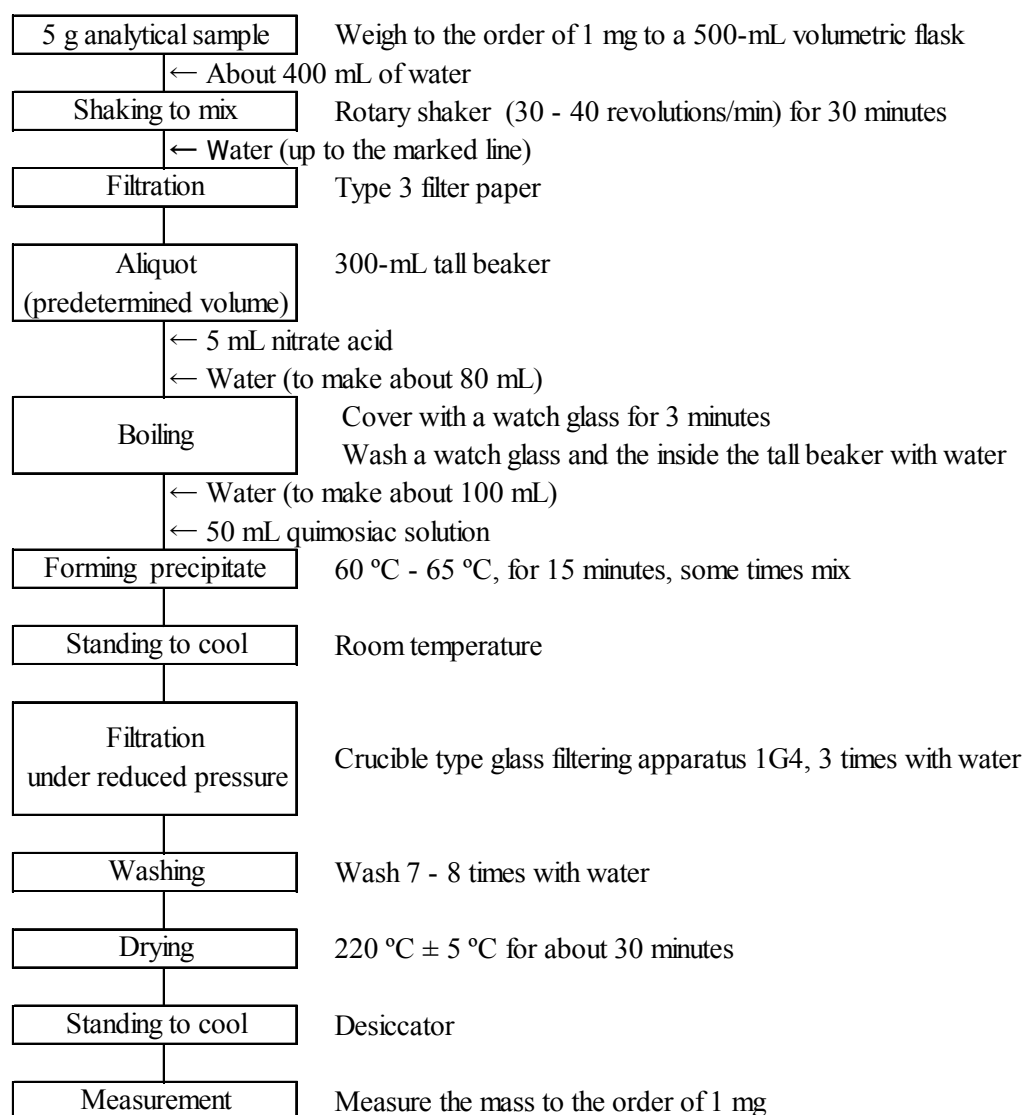 5 g analytical sample Weigh to the order of 1 mg to a 500-mL volumetric flask
← About 400 mL of water
Shaking to mix Rotary shaker (30 - 40 revolutions/min) for 30 minutes
← Water (up to the marked line)
Filtration Type 3 filter paper
Aliquot 300-mL tall beaker
(predetermined volume)
← 5 mL nitrate acid
← Water (to make about 80 mL)
Boiling
Cover with a watch glass for 3 minutes
Wash a watch glass and the inside the tall beaker with water
← Water (to make about 100 mL)
← 50 mL quimosiac solution
Forming precipitate 60 ºC - 65 ºC, for 15 minutes, some times mix
Standing to cool Room temperature
Filtration
under reduced pressure
Crucible type glass filtering apparatus 1G4, 3 times with water
Washing Wash 7 - 8 times with water
Drying 220 ºC ± 5 ºC for about 30 minutes
Standing to cool Desiccator
Measurement Measure the mass to the order of 1 mg